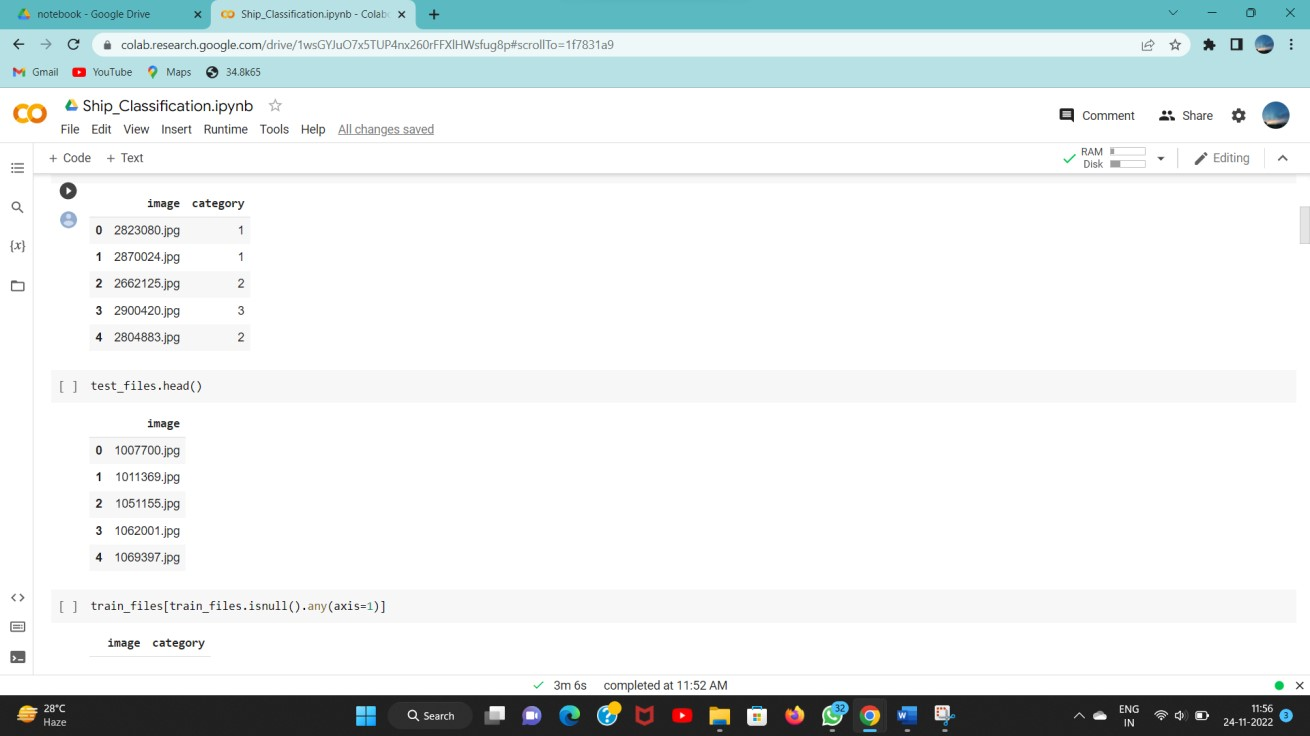 notebook - Google Drive
Ship_Classification.ipynb - Colab
colab.research.google.com/drive/1wsGYJuO7x5TUP4nx260rFFXlHWsfug8p#scrollTo=1f7831a9
Gmail YouTube Maps 34.8k65
Ship_Classification.ipynb
File Edit View Insert Runtime Tools Help All changes saved
Comment Share
+ Code + Text
RAM
Disk
Editing
{x}
image category
0 2823080.jpg 1
1 2870024.jpg 1
2 2662125.jpg 2
3 2900420.jpg 3
4 2804883.jpg 2
[ ] test_files.head()
image
0 1007700.jpg
1 1011369.jpg
2 1051155.jpg
3 1062001.jpg
4 1069397.jpg
[ ] train_files[train_files.isnull().any(axis=1)]
image category
3m 6s completed at 11:52 AM
28°C
Haze
Search
32
ENG
IN
11:56
24-11-2022
3